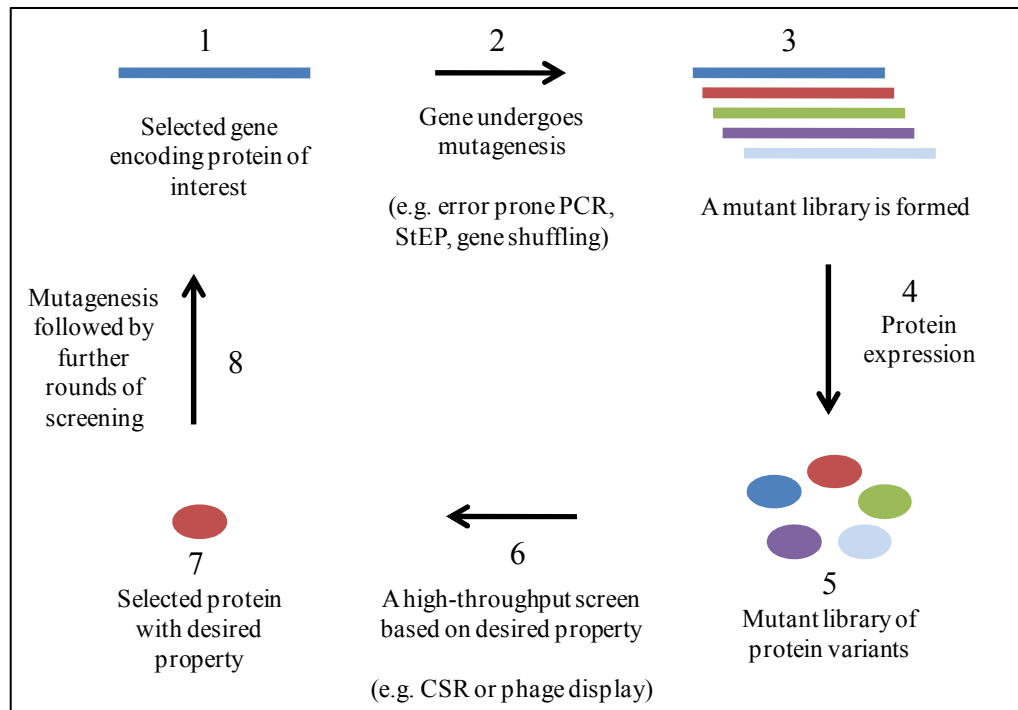 1
Selected gene
encoding protein of
interest
2
Gene undergoes
mutagenesis
(e.g. error prone PCR,
StEP, gene shuffling)
3
A mutant library is formed
4
Protein
expression
5
Mutant library of
protein variants
6
A high-throughput screen
based on desired property
(e.g. CSR or phage display)
7
Selected protein
with desired
property
8
Mutagenesis
followed by
further
rounds of
screening